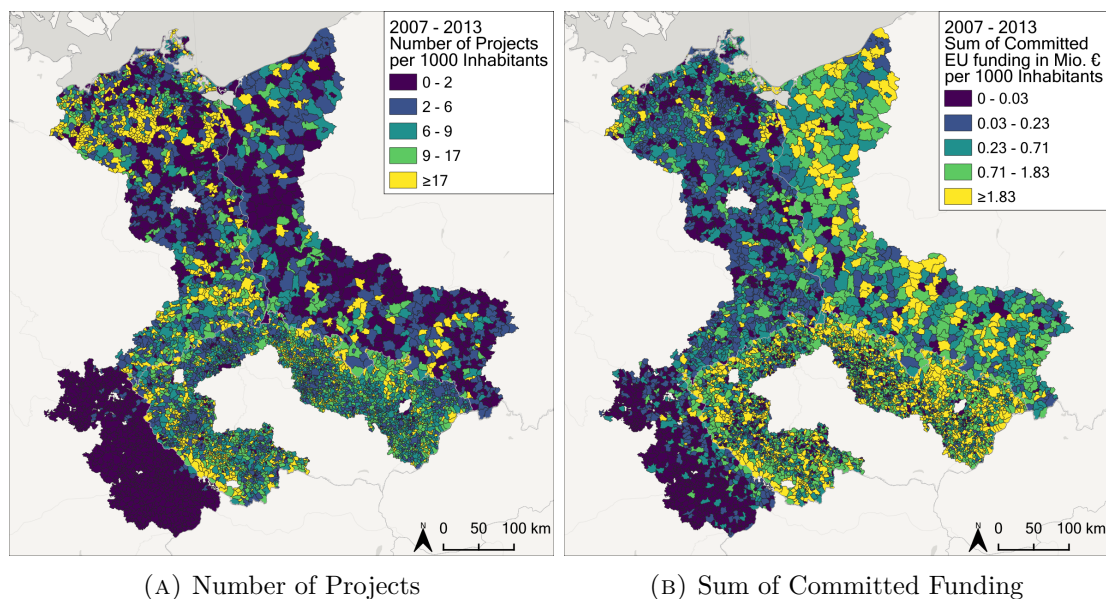 2007 - 2013
Number of Projects
per 1000 Inhabitants
0 - 2
2 - 6
6 - 9
9 - 17
≥17
N
0 50 100 km
2007 - 2013
Sum of Committed
EU funding in Mio. €
per 1000 Inhabitants
0 - 0.03
0.03 - 0.23
0.23 - 0.71
0.71 - 1.83
≥1.83
N
0 50 100 km
(A) Number of Projects
(B) Sum of Committed Funding